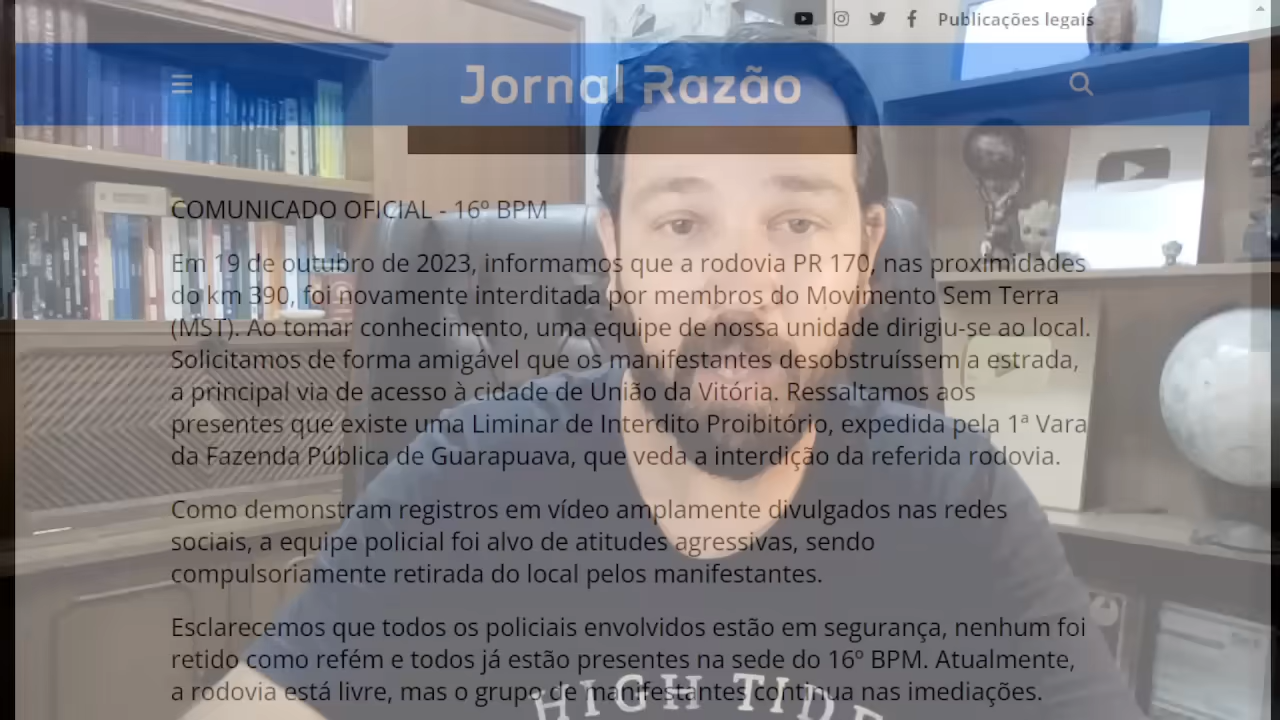 Publicações legais
Jornal Razão
COMUNICADO OFICIAL - 16º BPM
Em 19 de outubro de 2023, informamos que a rodovia PR 170, nas proximidades
do km 390, foi novamente interditada por membros do Movimento Sem Terra
(MST). Ao tomar conhecimento, uma equipe de nossa unidade dirigiu-se ao local.
Solicitamos de forma amigável que os manifestantes desobstruíssem a estrada,
a principal via de acesso à cidade de União da Vitória. Ressaltamos aos
presentes que existe uma Liminar de Interdito Proibitório, expedida pela 1ª Vara
da Fazenda Pública de Guarapuava, que veda a interdição da referida rodovia.
Como demonstram registros em vídeo amplamente divulgados nas redes
sociais, a equipe policial foi alvo de atitudes agressivas, sendo
compulsoriamente retirada do local pelos manifestantes.
Esclarecemos que todos os policiais envolvidos estão em segurança, nenhum foi
retido como refém e todos já estão presentes na sede do 16º BPM. Atualmente,
a rodovia está livre, mas o grupo de manifestantes continua nas imediações.
HIGH TIDE